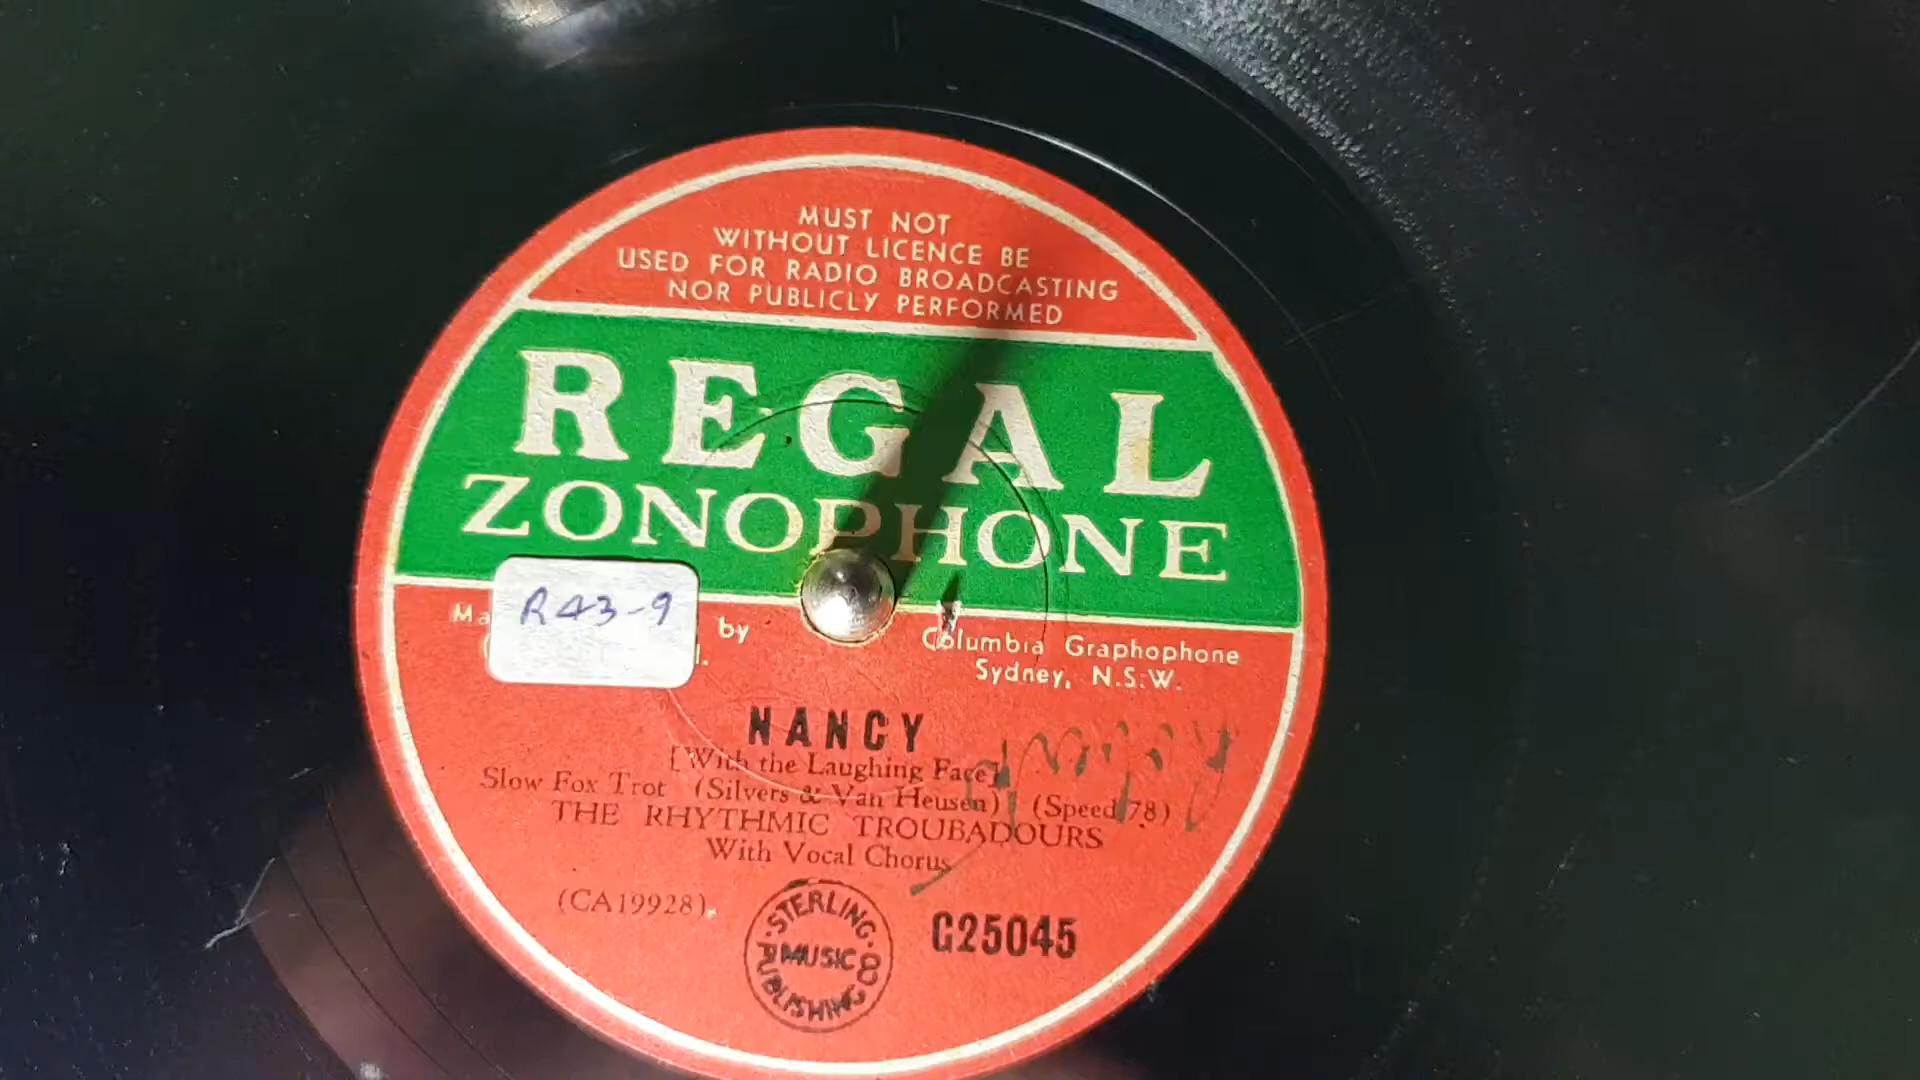 MUST NOT
WITHOUT LICENCE BE
USED FOR RADIO BROADCASTING
NOR PUBLICLY PERFORMED
REGAL
ZONOPHONE
R43-9
by Columbia Graphophone
Sydney, N.S.W.
NANCY
[With the Laughing Face]
Slow Fox Trot (Silvers & Van Heusen) (Speed 78)
THE RHYTHMIC TROUBADOURS
With Vocal Chorus
(CA19928)
STERLING
MUSIC
PUBLISHING Co
G25045